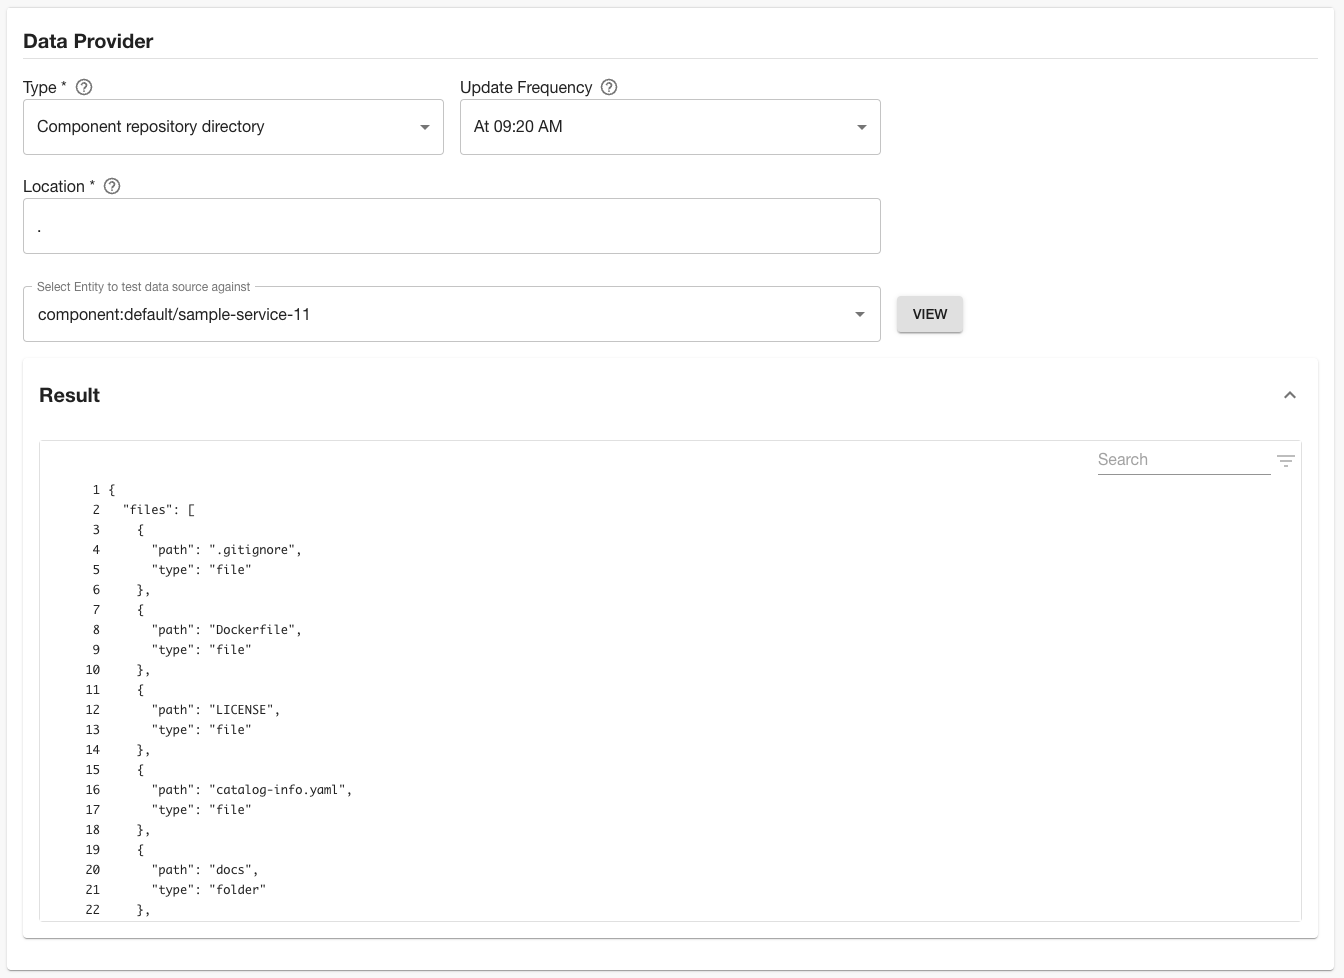 Data Provider
Type *
Update Frequency
Component repository directory
At 09:20 AM
Location *
.
Select Entity to test data source against
component:default/sample-service-11
VIEW
Result
Search
1 {
2   "files": [
3     {
4       "path": ".gitignore",
5       "type": "file"
6     },
7     {
8       "path": "Dockerfile",
9       "type": "file"
10     },
11     {
12       "path": "LICENSE",
13       "type": "file"
14     },
15     {
16       "path": "catalog-info.yaml",
17       "type": "file"
18     },
19     {
20       "path": "docs",
21       "type": "folder"
22     },